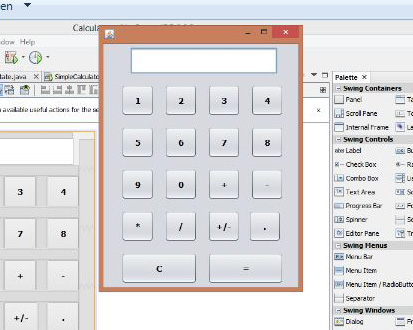 en
Calcula
ndow Help
tate.java
SimpleCalculato
n available useful actions for the se
1 2 3 4
5 6 7 8
9 0 + -
* / +/- .
C =
3 4
7 8
+ -
+/- .
Palette
Swing Containers
Panel
Scroll Pane
Internal Frame
Swing Controls
Label
Check Box
Combo Box
Text Area
Progress Bar
Spinner
Editor Pane
Swing Menus
Menu Bar
Menu Item
Menu Item / RadioButto
Separator
Swing Windows
Dialog